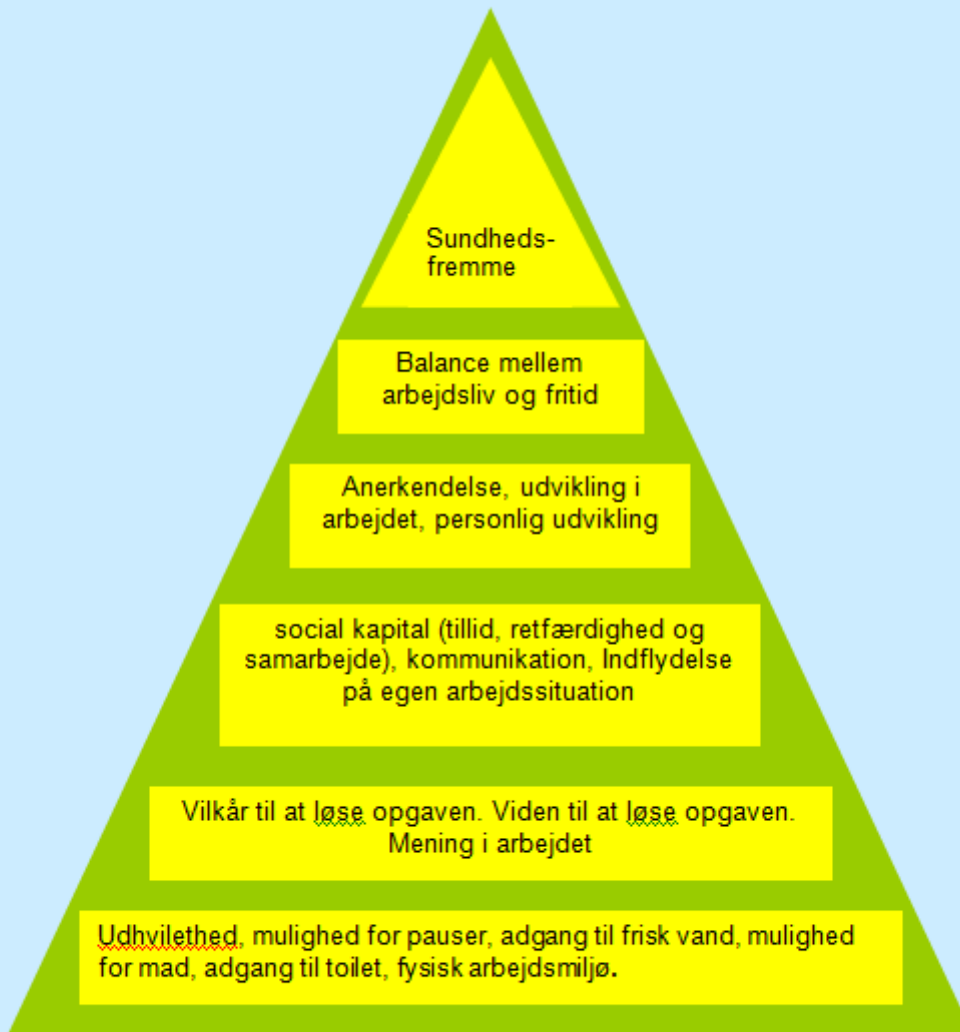 Sundheds-
fremme
Balance mellem
arbejdsliv og fritid
Anerkendelse, udvikling i
arbejdet, personlig udvikling
social kapital (tillid, retfærdighed og
samarbejde), kommunikation, Indflydelse
på egen arbejdssituation
Vilkår til at løse opgaven. Viden til at løse opgaven.
Mening i arbejdet
Udhvilethed, mulighed for pauser, adgang til frisk vand, mulighed
for mad, adgang til toilet, fysisk arbejdsmiljø.